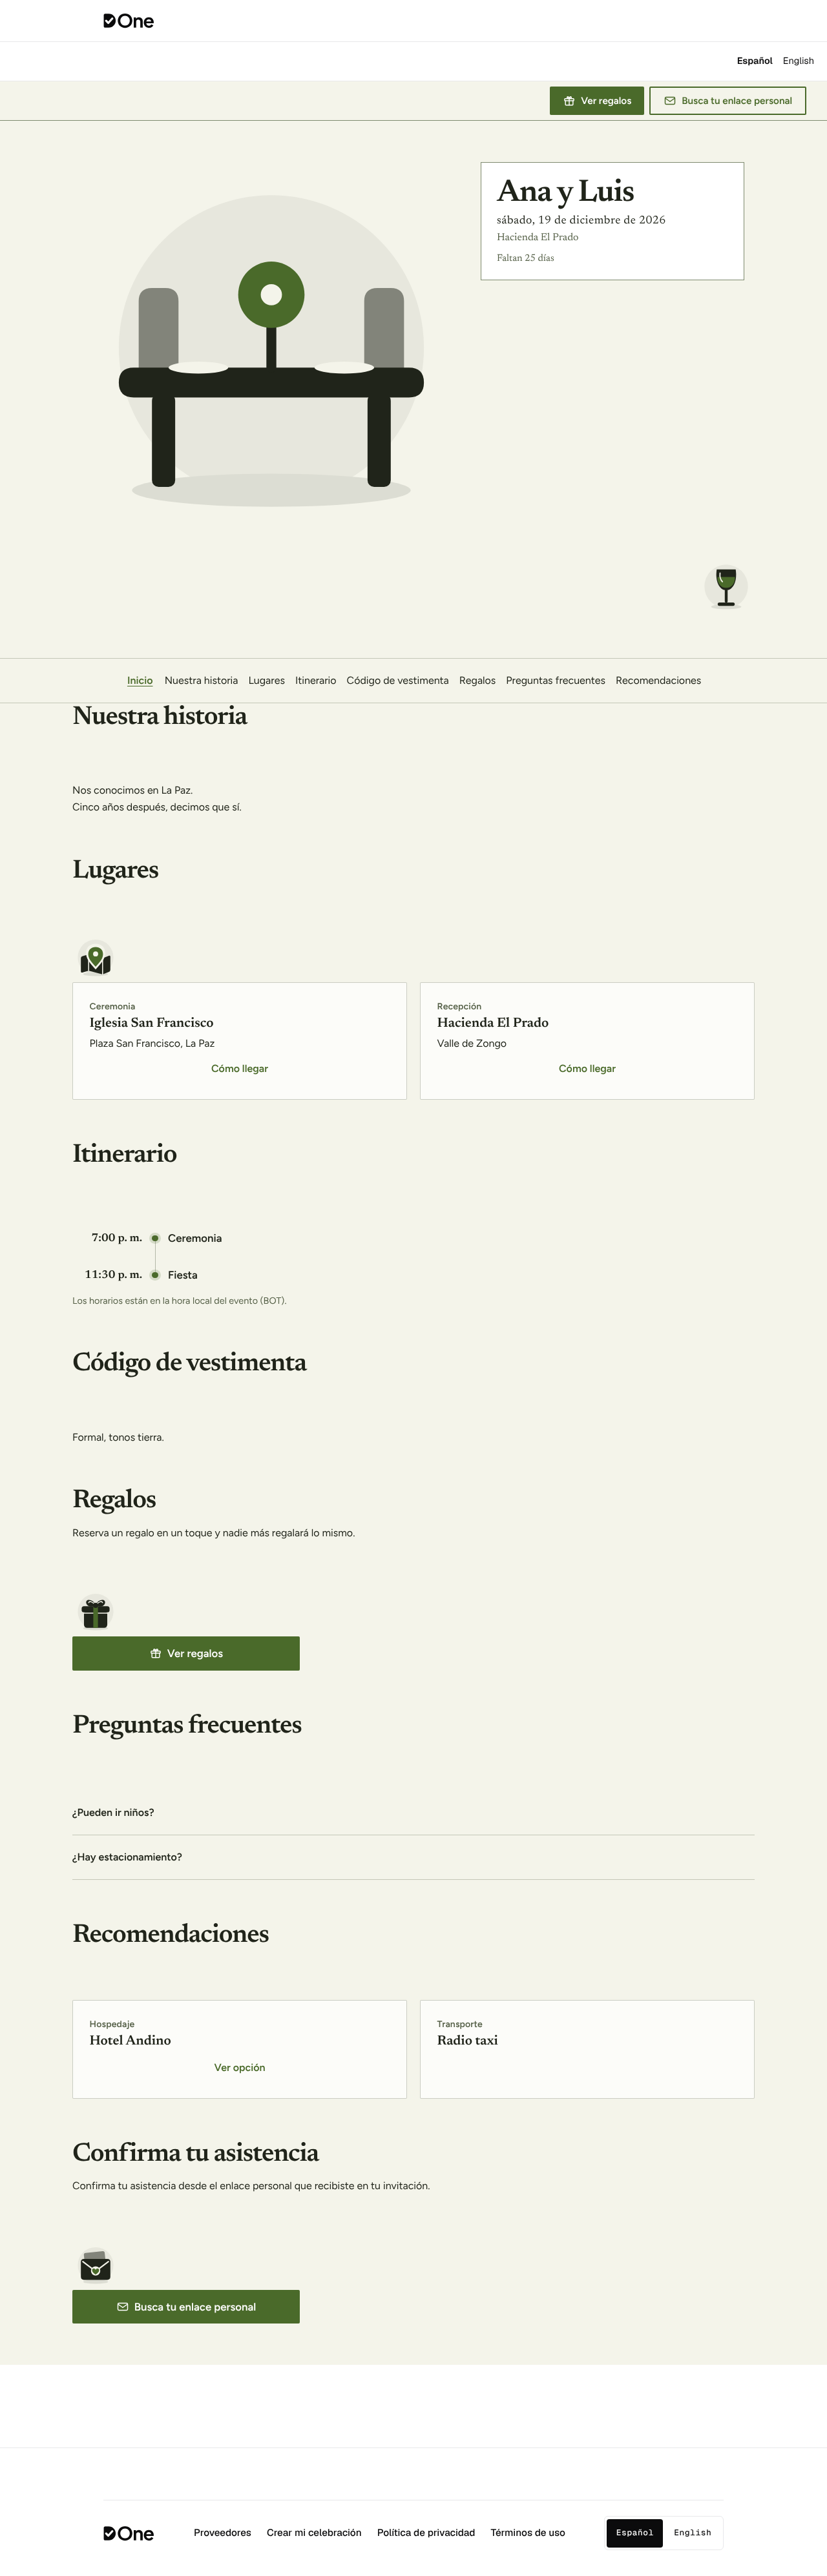 One
Español English
Ver regalos Busca tu enlace personal
Ana y Luis
sábado, 19 de diciembre de 2026
Hacienda El Prado
Faltan 25 días
Inicio Nuestra historia Lugares Itinerario Código de vestimenta Regalos Preguntas frecuentes Recomendaciones
Nuestra historia
Nos conocimos en La Paz.
Cinco años después, decimos que sí.
Lugares
Ceremonia
Iglesia San Francisco
Plaza San Francisco, La Paz
Cómo llegar
Recepción
Hacienda El Prado
Valle de Zongo
Cómo llegar
Itinerario
7:00 p. m. Ceremonia
11:30 p. m. Fiesta
Los horarios están en la hora local del evento (BOT).
Código de vestimenta
Formal, tonos tierra.
Regalos
Reserva un regalo en un toque y nadie más regalará lo mismo.
Ver regalos
Preguntas frecuentes
¿Pueden ir niños?
¿Hay estacionamiento?
Recomendaciones
Hospedaje
Hotel Andino
Ver opción
Transporte
Radio taxi
Confirma tu asistencia
Confirma tu asistencia desde el enlace personal que recibiste en tu invitación.
Busca tu enlace personal
One
Proveedores Crear mi celebración Política de privacidad Términos de uso
Español English